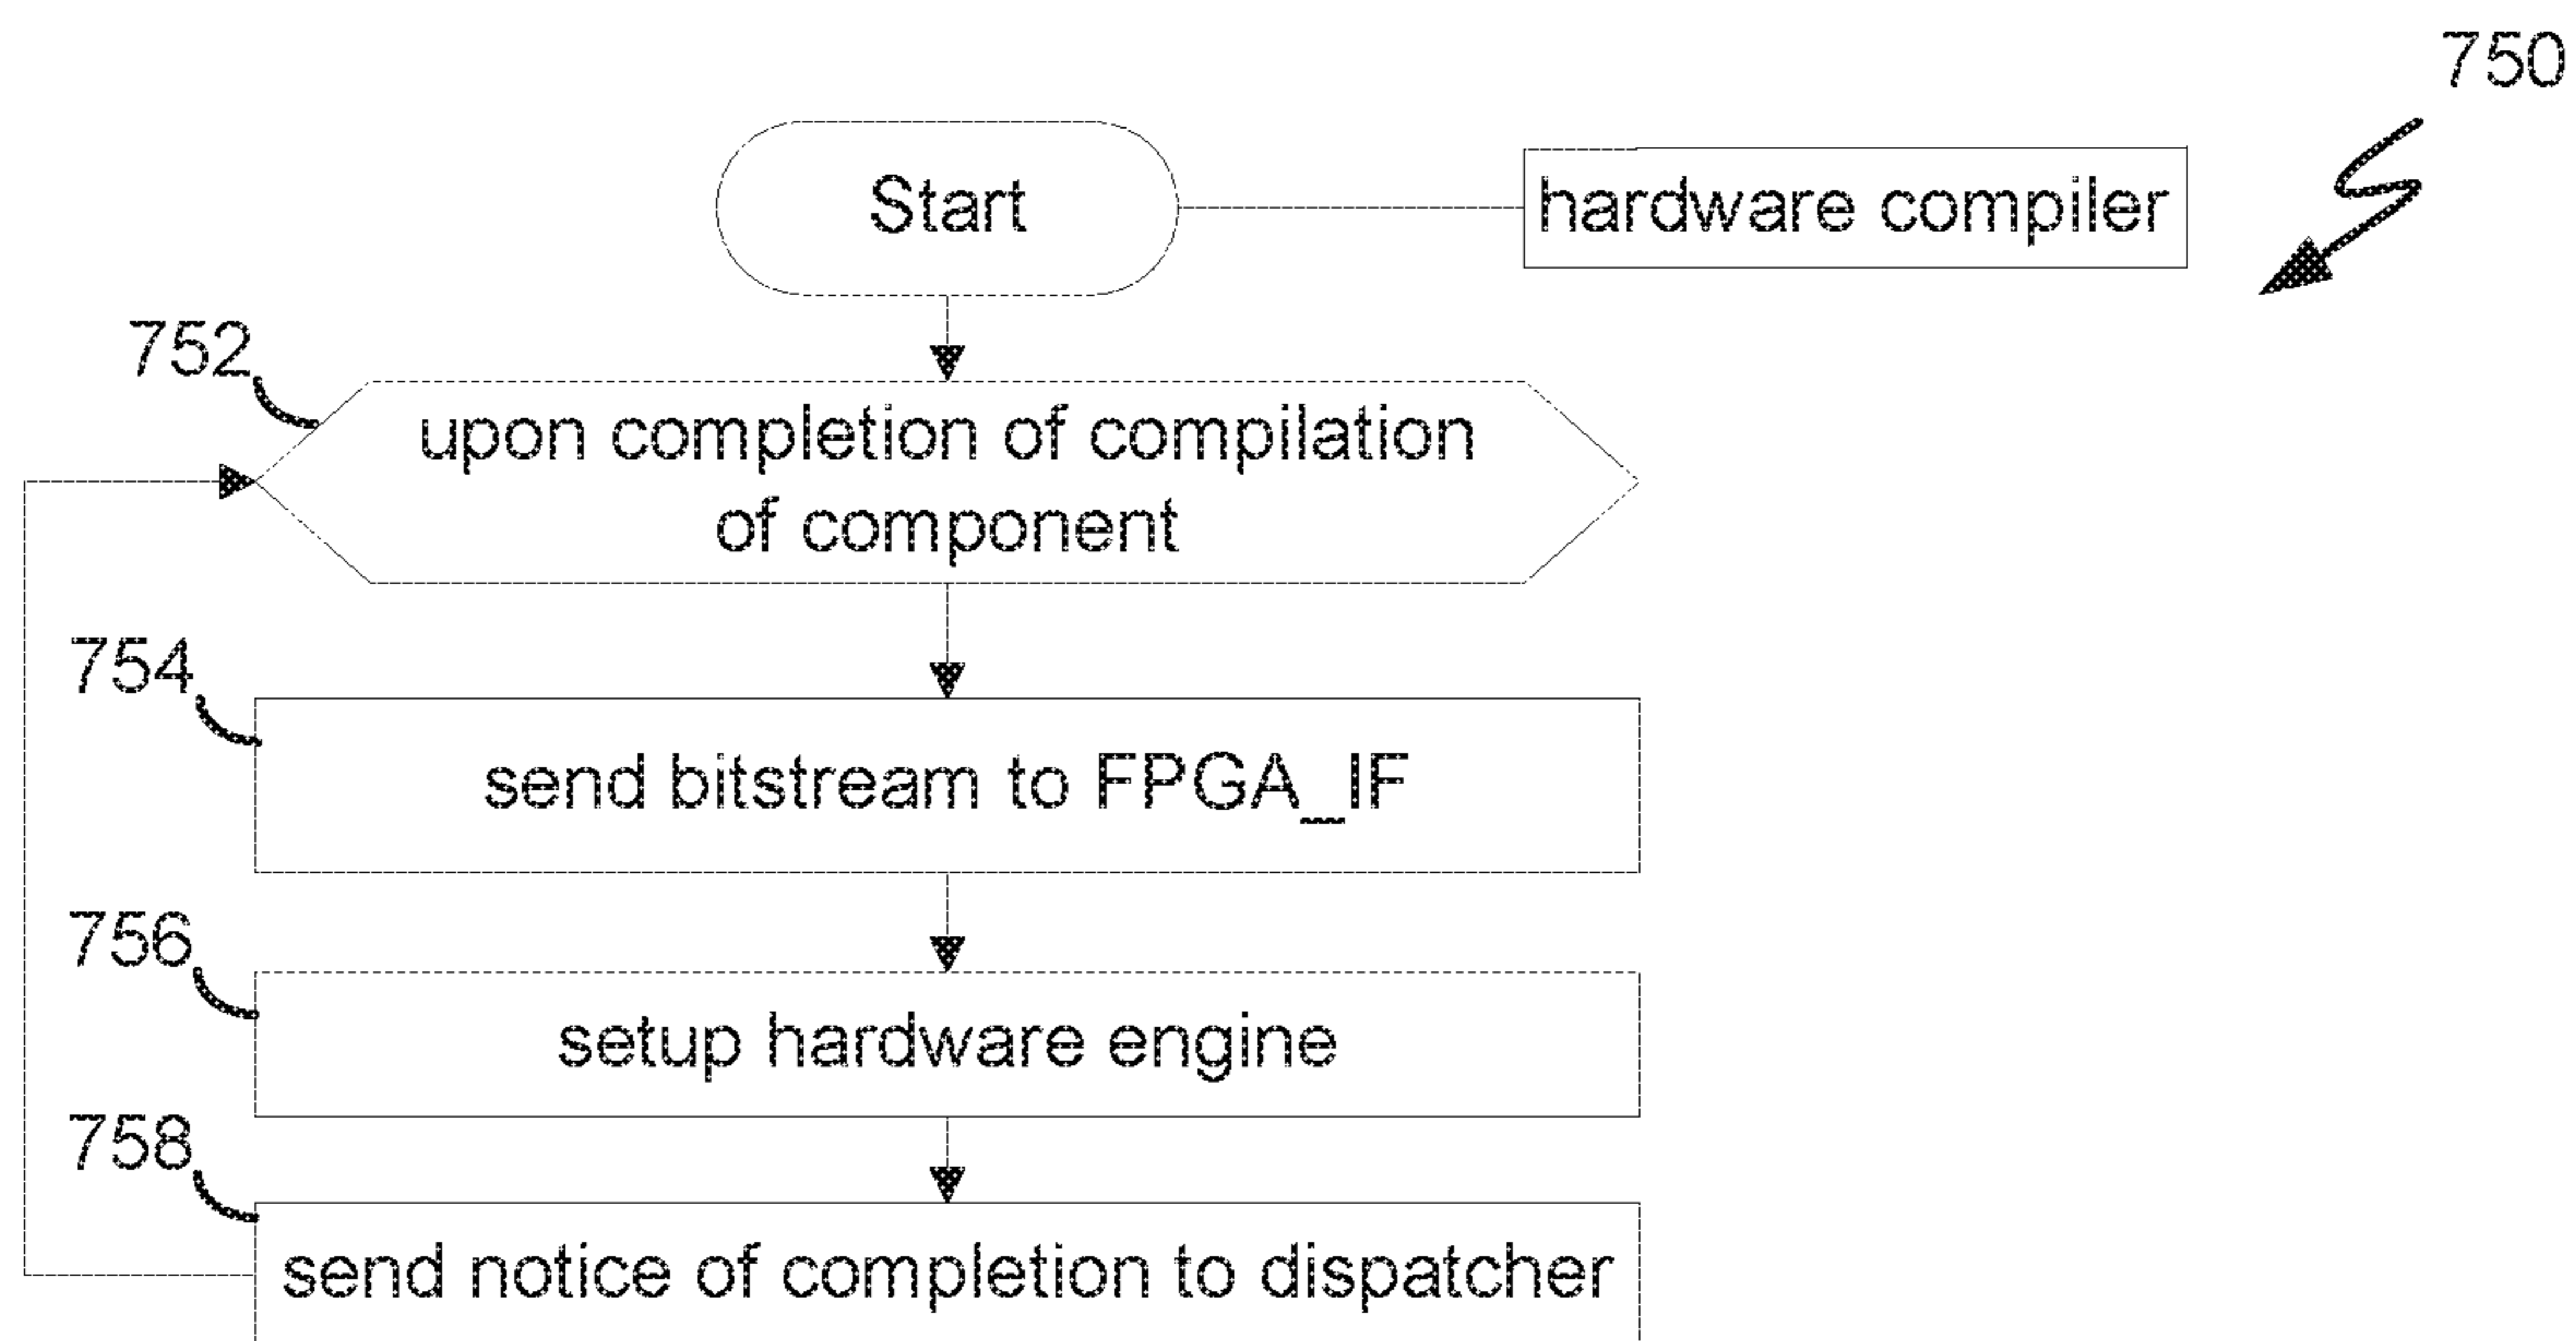 750
Start
hardware compiler
752
upon completion of compilation
of component
754
send bitstream to FPGA_IF
756
setup hardware engine
758
send notice of completion to dispatcher